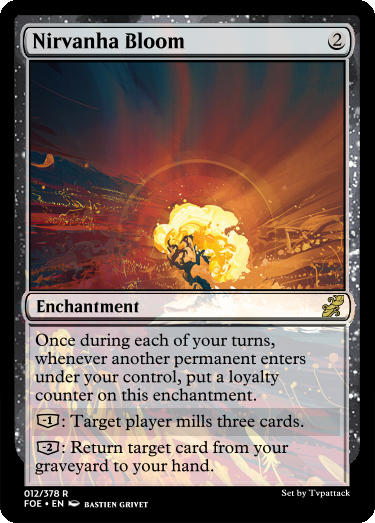 Nirvanha Bloom 2
Enchantment
Once during each of your turns,
whenever another permanent enters
under your control, put a loyalty
counter on this enchantment.
-1: Target player mills three cards.
-2: Return target card from your
graveyard to your hand.
012/378 R
Set by Tvpattack
FOE • EN BASTIEN GRIVET